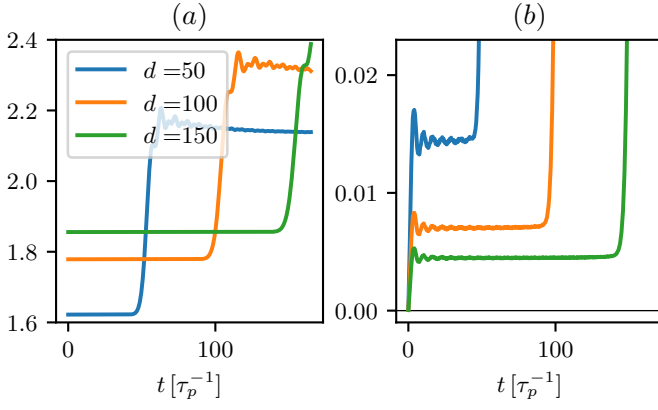 (a)
(b)
2.4
2.2
2.0
1.8
1.6
d =50
d =100
d =150
0
100
t [τ_p^{-1}]
0.02
0.01
0.00
0
100
t [τ_p^{-1}]